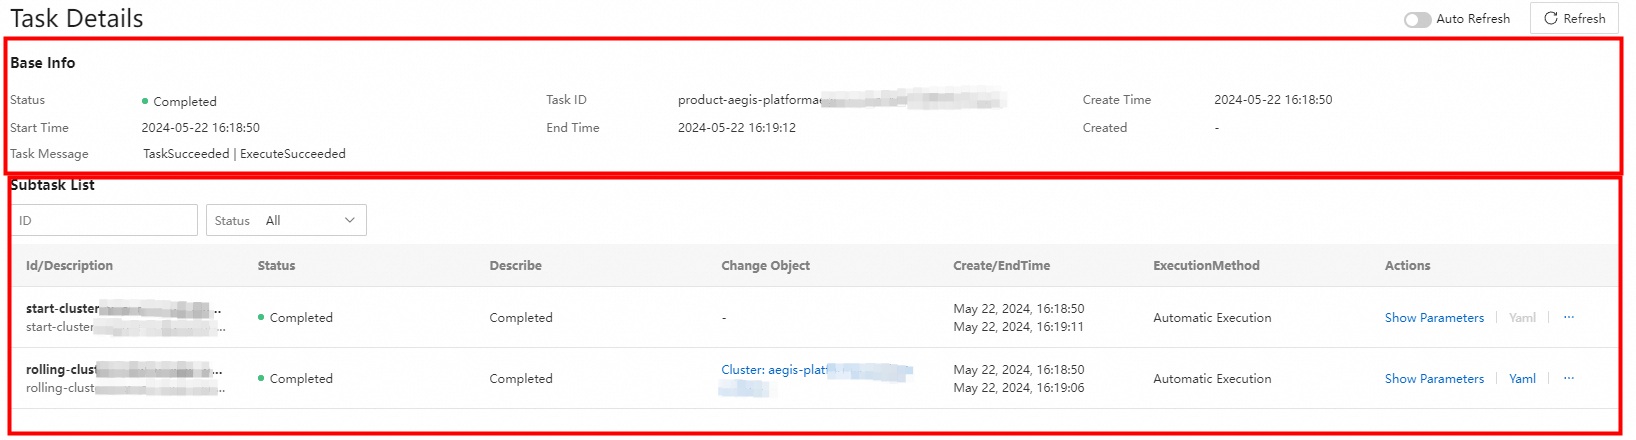 Task Details
Auto Refresh
Refresh
Base Info
Status Completed Task ID product-aegis-platforma Create Time 2024-05-22 16:18:50
Start Time 2024-05-22 16:18:50 End Time 2024-05-22 16:19:12 Created -
Task Message TaskSucceeded | ExecuteSucceeded
Subtask List
ID Status All
Id/Description Status Describe Change Object Create/EndTime ExecutionMethod Actions
start-cluster ... Completed Completed - May 22, 2024, 16:18:50 Automatic Execution Show Parameters Yaml ...
start-cluster ... May 22, 2024, 16:19:11
rolling-clust ... Completed Completed Cluster: aegis-platf May 22, 2024, 16:18:50 Automatic Execution Show Parameters Yaml ...
rolling-clust ... May 22, 2024, 16:19:06